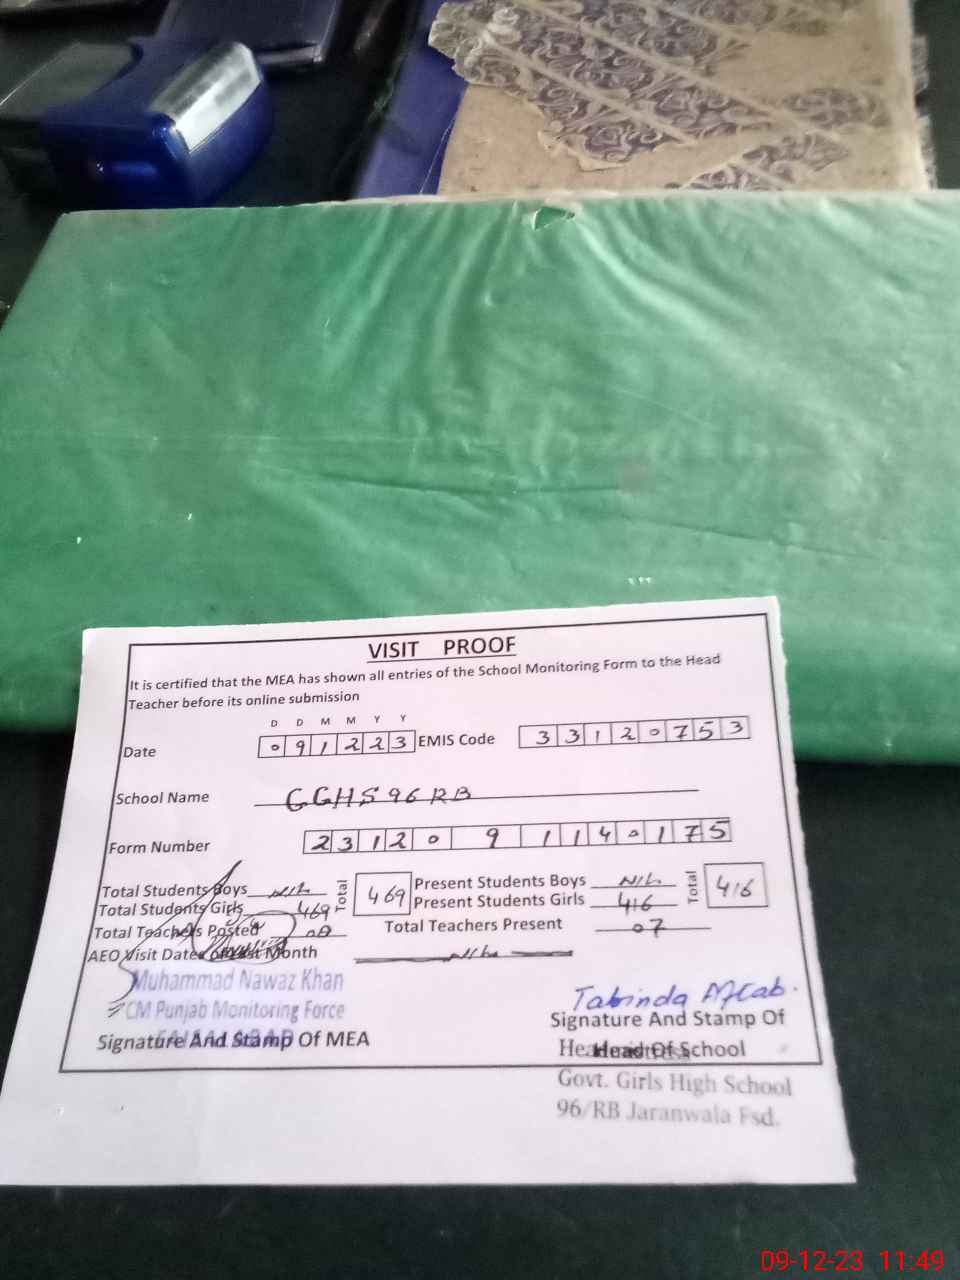 VISIT PROOF
It is certified that the MEA has shown all entries of the School Monitoring Form to the Head
Teacher before its online submission
D D M M Y Y
Date 0 9 1 2 2 3 EMIS Code 3 3 1 2 0 7 5 3
School Name GGHS 96 RB
Form Number 2 3 1 2 0 9 1 1 4 0 1 7 5
Total Students Boys Nil Total 469 Present Students Boys Nil Total 416
Total Students Girls 469 Present Students Girls 416
Total Teachers Posted Total Teachers Present 07
AEO Visit Date Month Nil
Muhammad Nawaz Khan
CM Punjab Monitoring Force
FAISALABAD
Signature And Stamp Of MEA
Tabinda Aftab.
Signature And Stamp Of
Head Of School
Headmistress
Govt. Girls High School
96/RB Jaranwala Fsd.
09-12-23 11:49